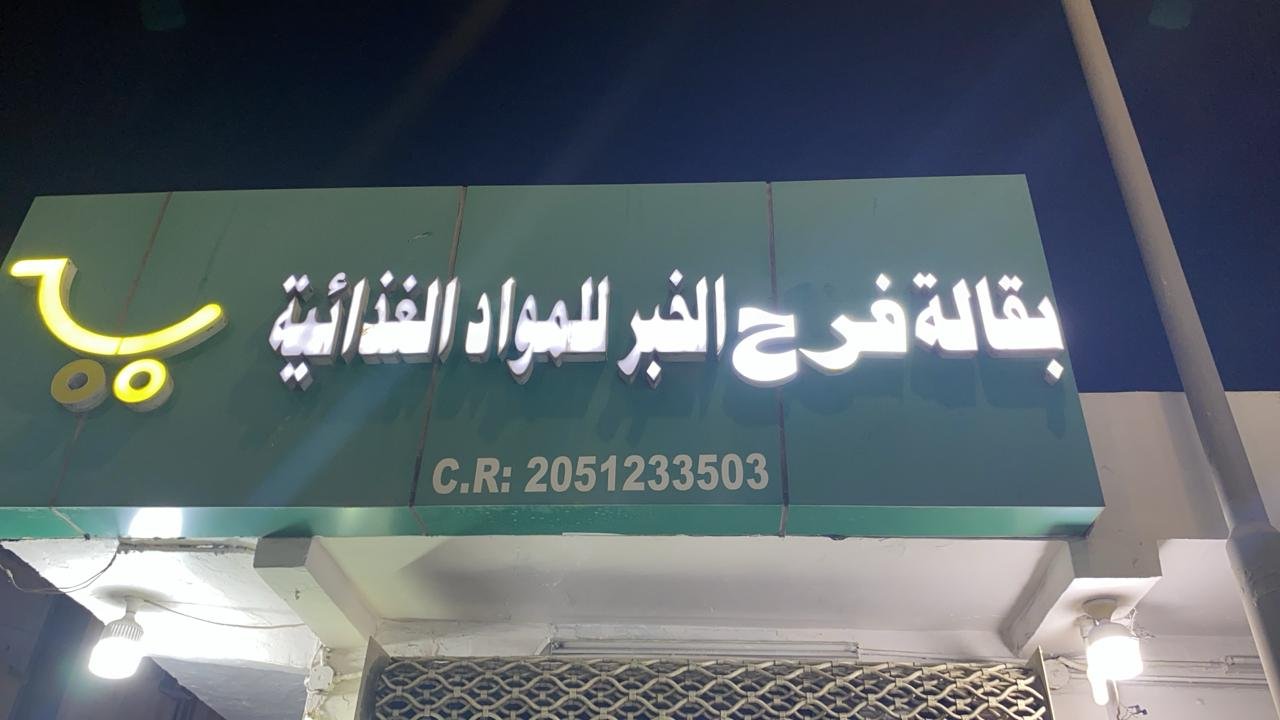 بقالة فرح الخبر للمواد الغذائية
C.R: 2051233503